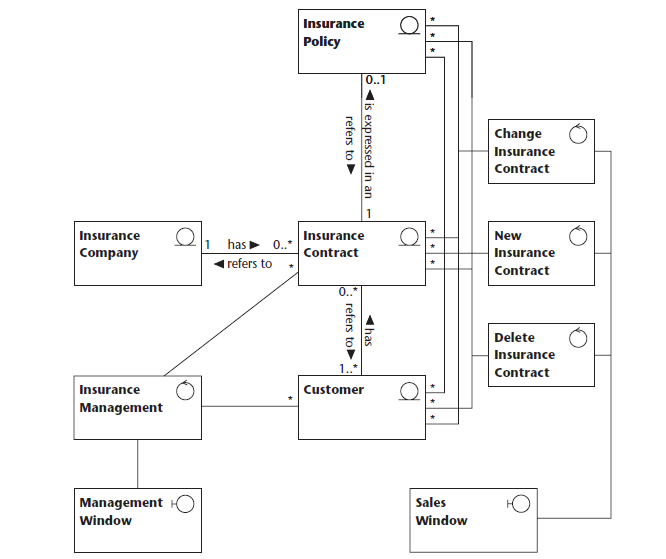 Insurance
Policy
*
*
*
0..1
is expressed in an
refers to
1
Change
Insurance
Contract
Insurance
Company
1
has
0..*
refers to
*
Insurance
Contract
*
*
*
New
Insurance
Contract
0..*
refers to
has
1..*
Delete
Insurance
Contract
Insurance
Management
*
Customer
*
*
*
Management
Window
Sales
Window